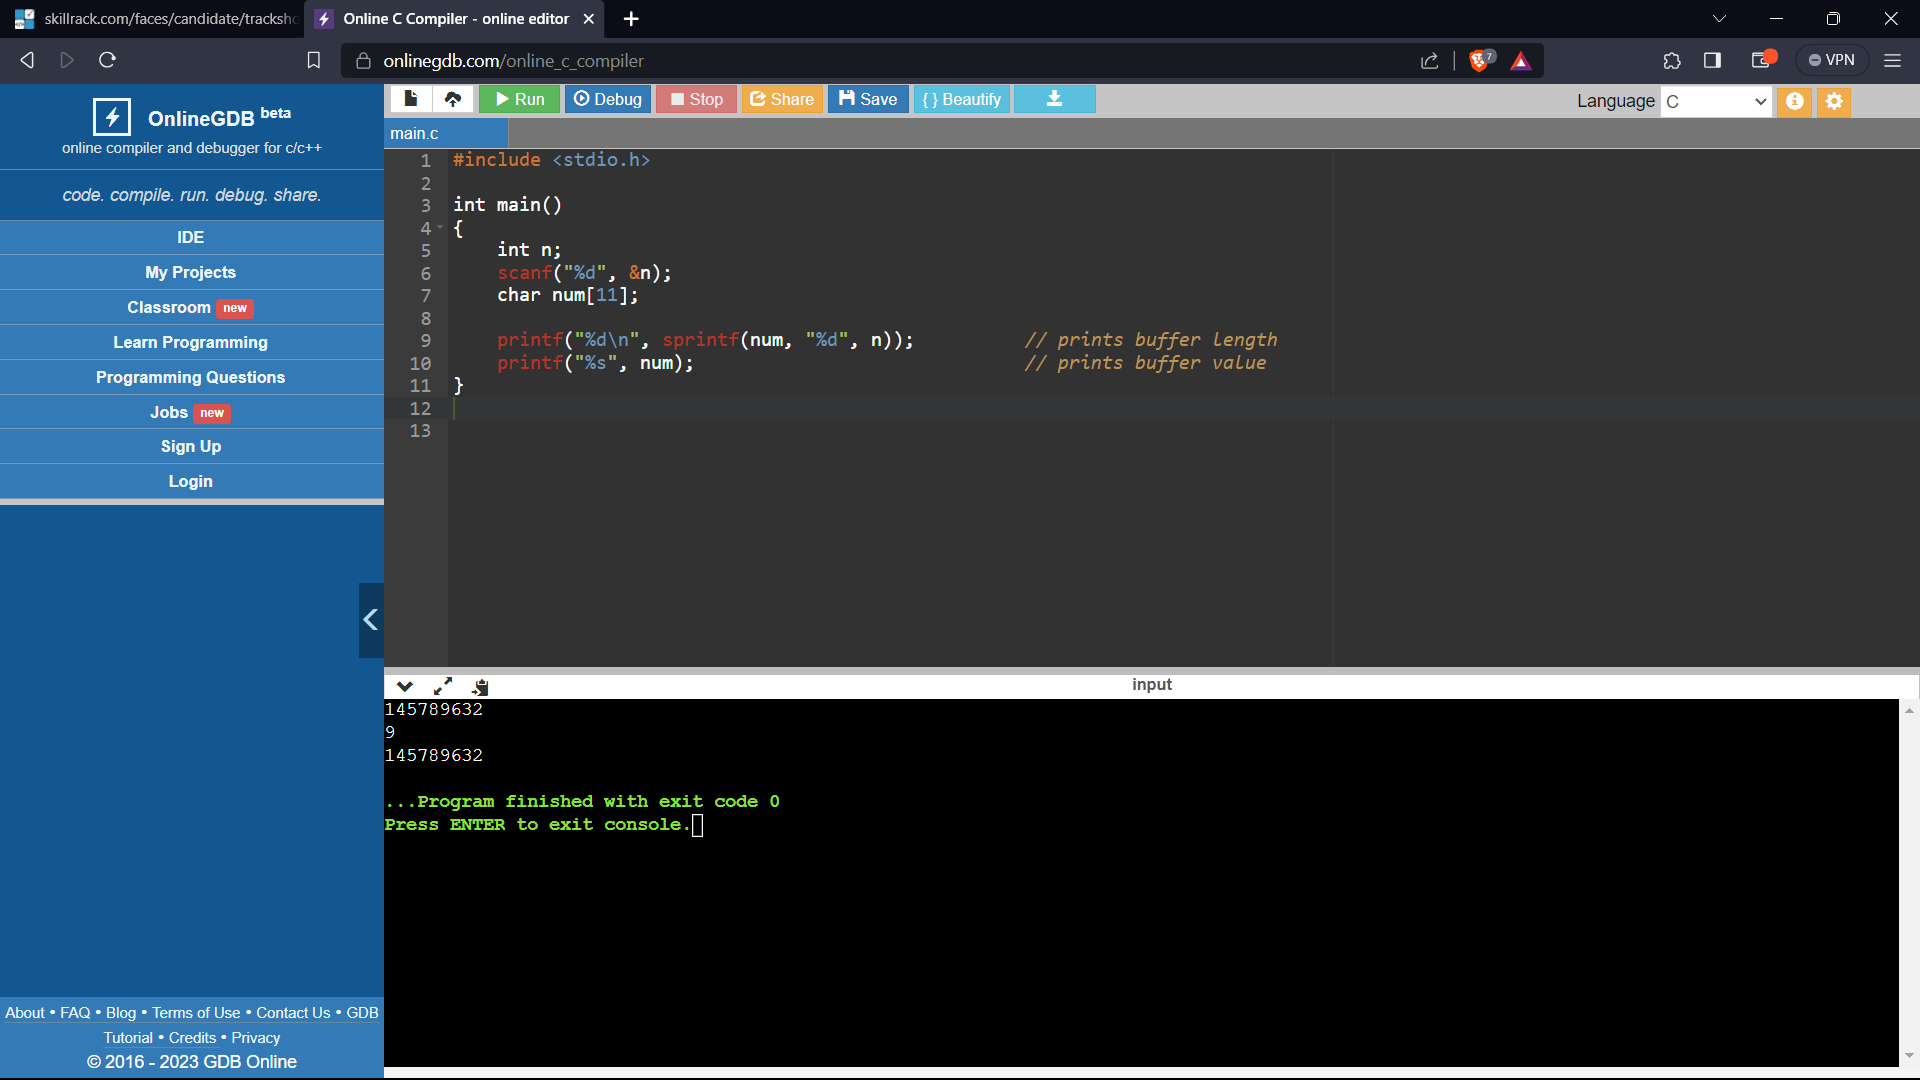 skillrack.com/faces/candidate/tracksh
Online C Compiler - online editor
onlinegdb.com/online_c_compiler
7
VPN
OnlineGDB beta
online compiler and debugger for c/c++
code. compile. run. debug. share.
IDE
My Projects
Classroom new
Learn Programming
Programming Questions
Jobs new
Sign Up
Login
About • FAQ • Blog • Terms of Use • Contact Us • GDB
Tutorial • Credits • Privacy
© 2016 - 2023 GDB Online
Run Debug Stop Share Save { } Beautify
Language C
main.c
1 #include <stdio.h>
2
3 int main()
4 {
5 int n;
6 scanf("%d", &n);
7 char num[11];
8
9 printf("%d\n", sprintf(num, "%d", n)); // prints buffer length
10 printf("%s", num); // prints buffer value
11 }
12
13
input
145789632
9
145789632
...Program finished with exit code 0
Press ENTER to exit console.